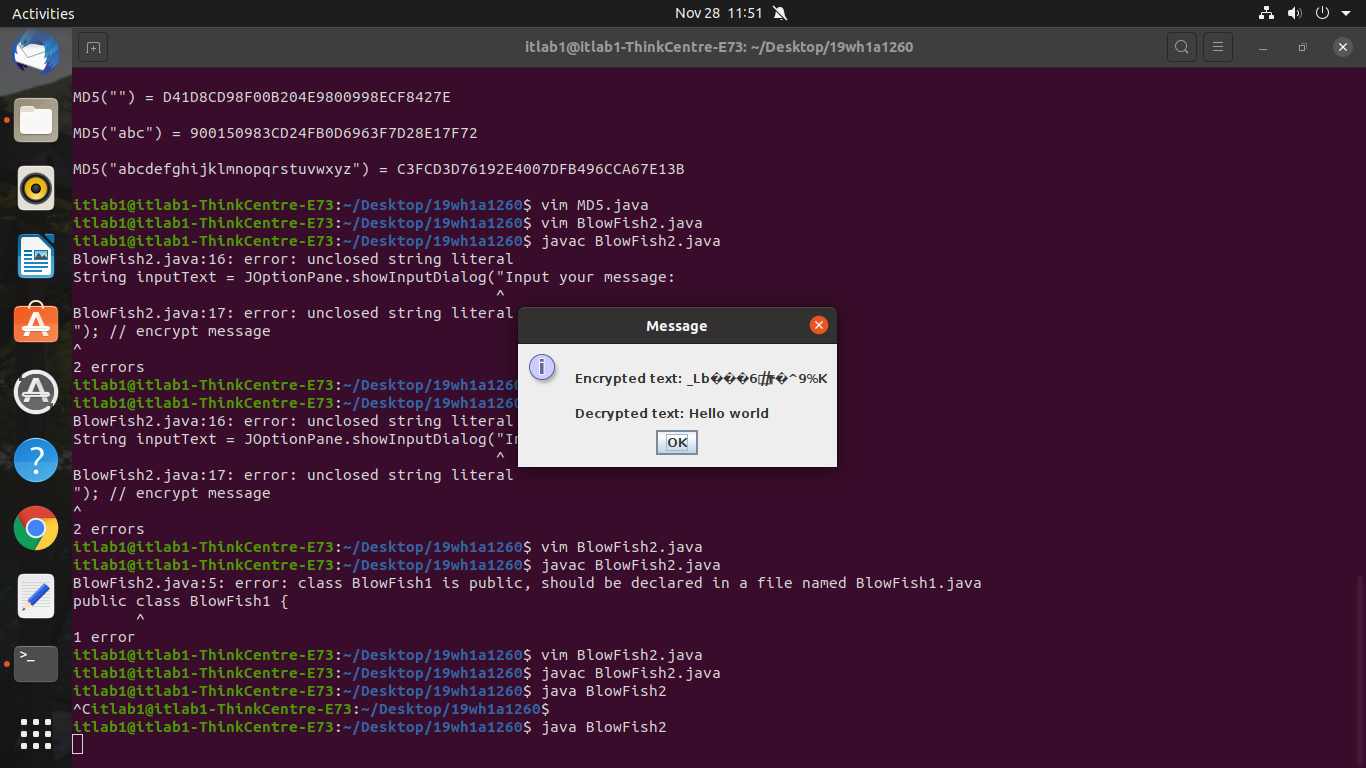 Activities
Nov 28 11:51
itlab1@itlab1-ThinkCentre-E73: ~/Desktop/19wh1a1260
MD5("") = D41D8CD98F00B204E9800998ECF8427E
MD5("abc") = 900150983CD24FB0D6963F7D28E17F72
MD5("abcdefghijklmnopqrstuvwxyz") = C3FCD3D76192E4007DFB496CCA67E13B
itlab1@itlab1-ThinkCentre-E73:~/Desktop/19wh1a1260$ vim MD5.java
itlab1@itlab1-ThinkCentre-E73:~/Desktop/19wh1a1260$ vim BlowFish2.java
itlab1@itlab1-ThinkCentre-E73:~/Desktop/19wh1a1260$ javac BlowFish2.java
BlowFish2.java:16: error: unclosed string literal
String inputText = JOptionPane.showInputDialog("Input your message:
^
BlowFish2.java:17: error: unclosed string literal
"); // encrypt message
^
2 errors
itlab1@itlab1-ThinkCentre-E73:~/Desktop/19wh1a1260
itlab1@itlab1-ThinkCentre-E73:~/Desktop/19wh1a1260
BlowFish2.java:16: error: unclosed string literal
String inputText = JOptionPane.showInputDialog("I
^
BlowFish2.java:17: error: unclosed string literal
"); // encrypt message
^
2 errors
itlab1@itlab1-ThinkCentre-E73:~/Desktop/19wh1a1260$ vim BlowFish2.java
itlab1@itlab1-ThinkCentre-E73:~/Desktop/19wh1a1260$ javac BlowFish2.java
BlowFish2.java:5: error: class BlowFish1 is public, should be declared in a file named BlowFish1.java
public class BlowFish1 {
^
1 error
itlab1@itlab1-ThinkCentre-E73:~/Desktop/19wh1a1260$ vim BlowFish2.java
itlab1@itlab1-ThinkCentre-E73:~/Desktop/19wh1a1260$ javac BlowFish2.java
itlab1@itlab1-ThinkCentre-E73:~/Desktop/19wh1a1260$ java BlowFish2
^Citlab1@itlab1-ThinkCentre-E73:~/Desktop/19wh1a1260$
itlab1@itlab1-ThinkCentre-E73:~/Desktop/19wh1a1260$ java BlowFish2
Message
Encrypted text:
Decrypted text: Hello world
OK